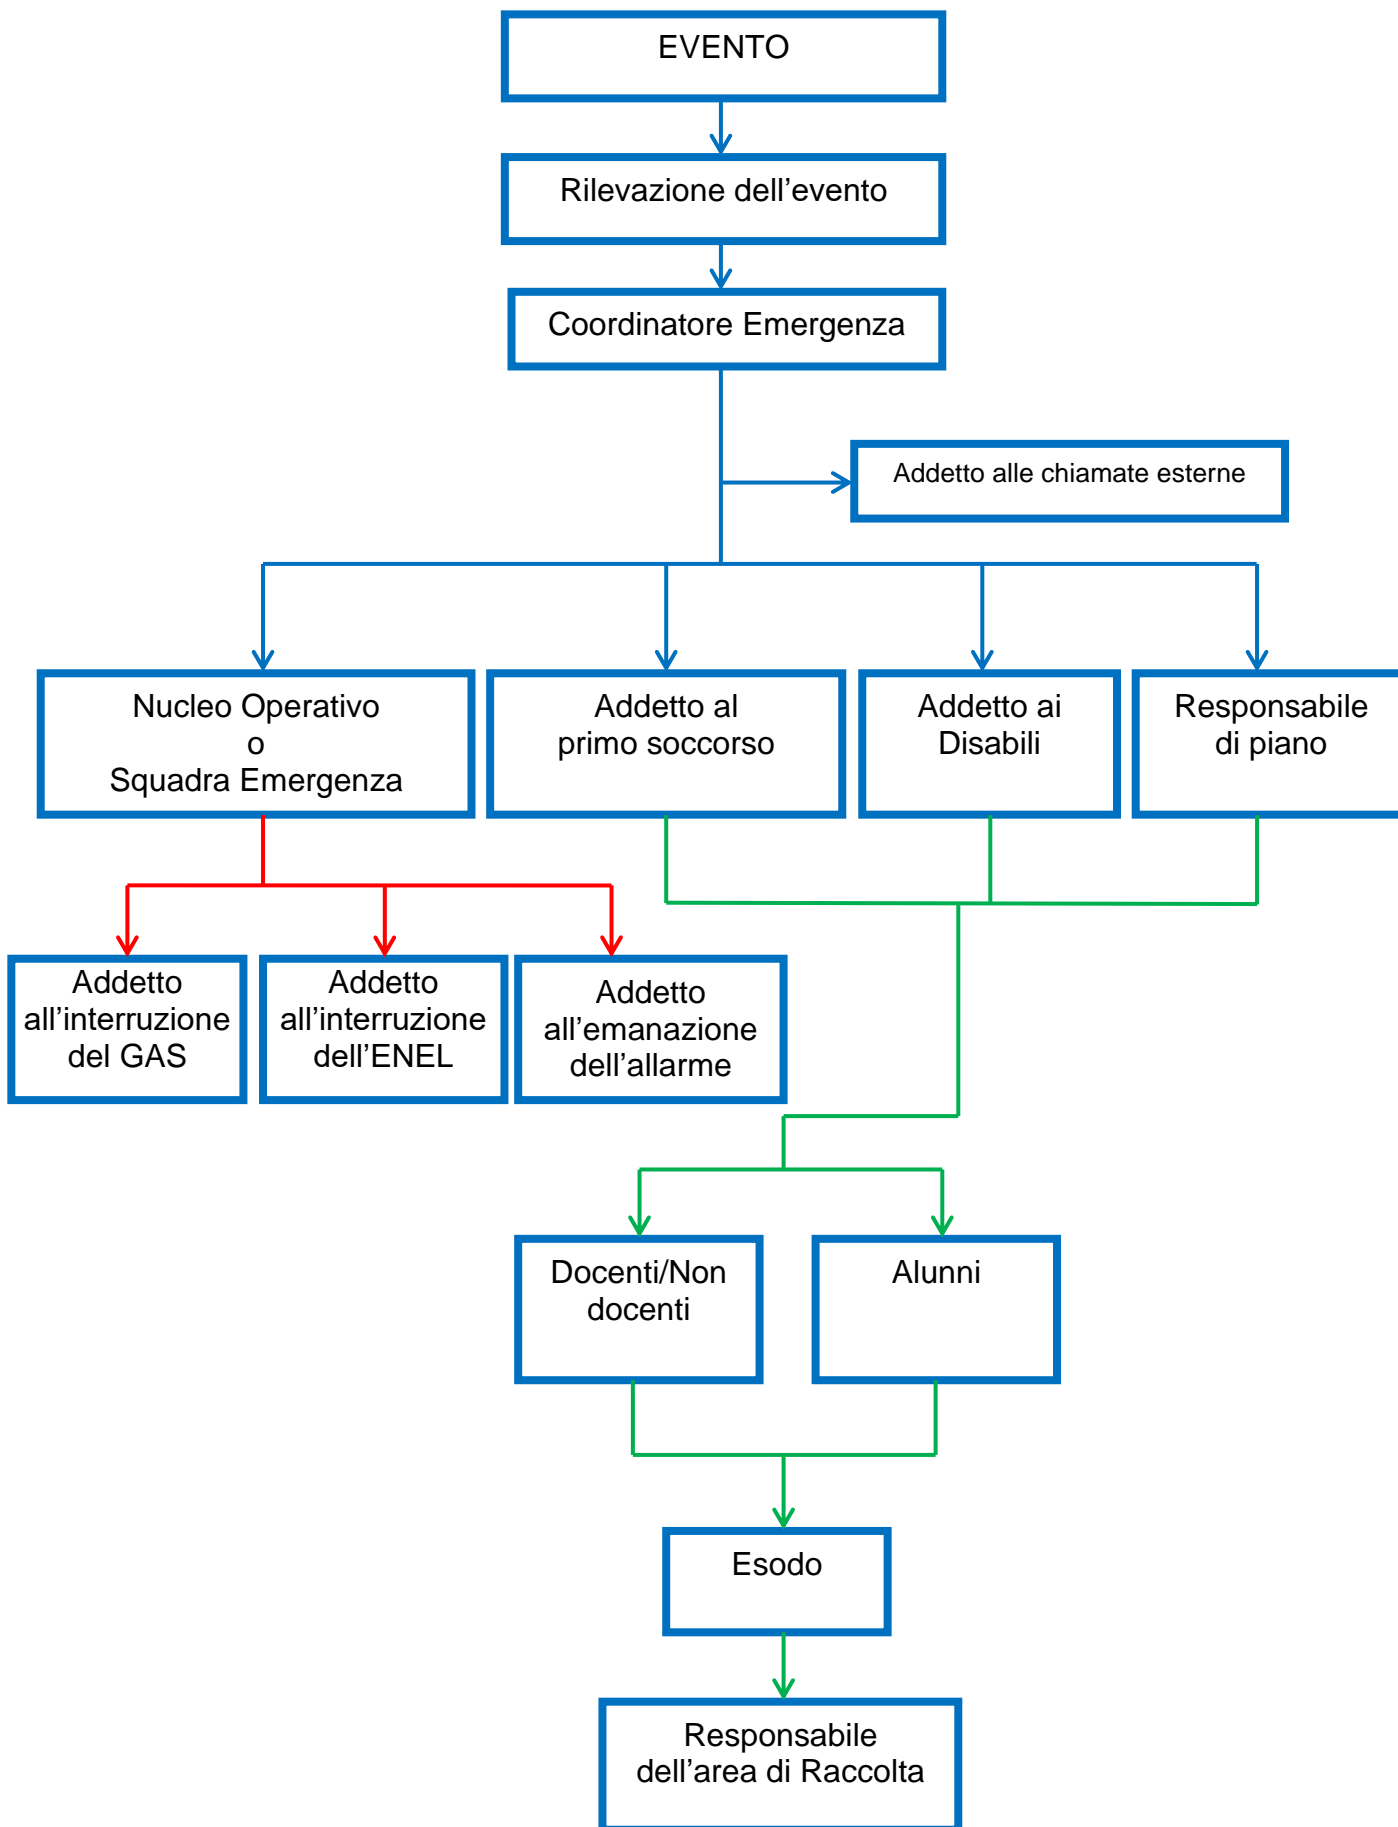 EVENTO
Rilevazione dell’evento
Coordinatore Emergenza
Addetto alle chiamate esterne
Nucleo Operativo
o
Squadra Emergenza
Addetto al
primo soccorso
Addetto ai
Disabili
Responsabile
di piano
Addetto
all’interruzione
del GAS
Addetto
all’interruzione
dell’ENEL
Addetto
all’emanazione
dell’allarme
Docenti/Non
docenti
Alunni
Esodo
Responsabile
dell’area di Raccolta